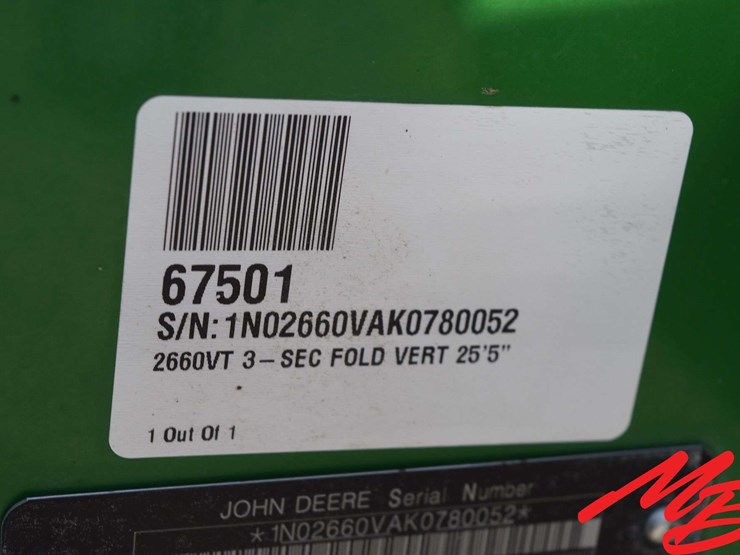 67501
S/N: 1N02660VAK0780052
2660VT 3-SEC FOLD VERT 25'5"
1 Out Of 1
JOHN DEERE Serial Number
*1N02660VAK0780052*